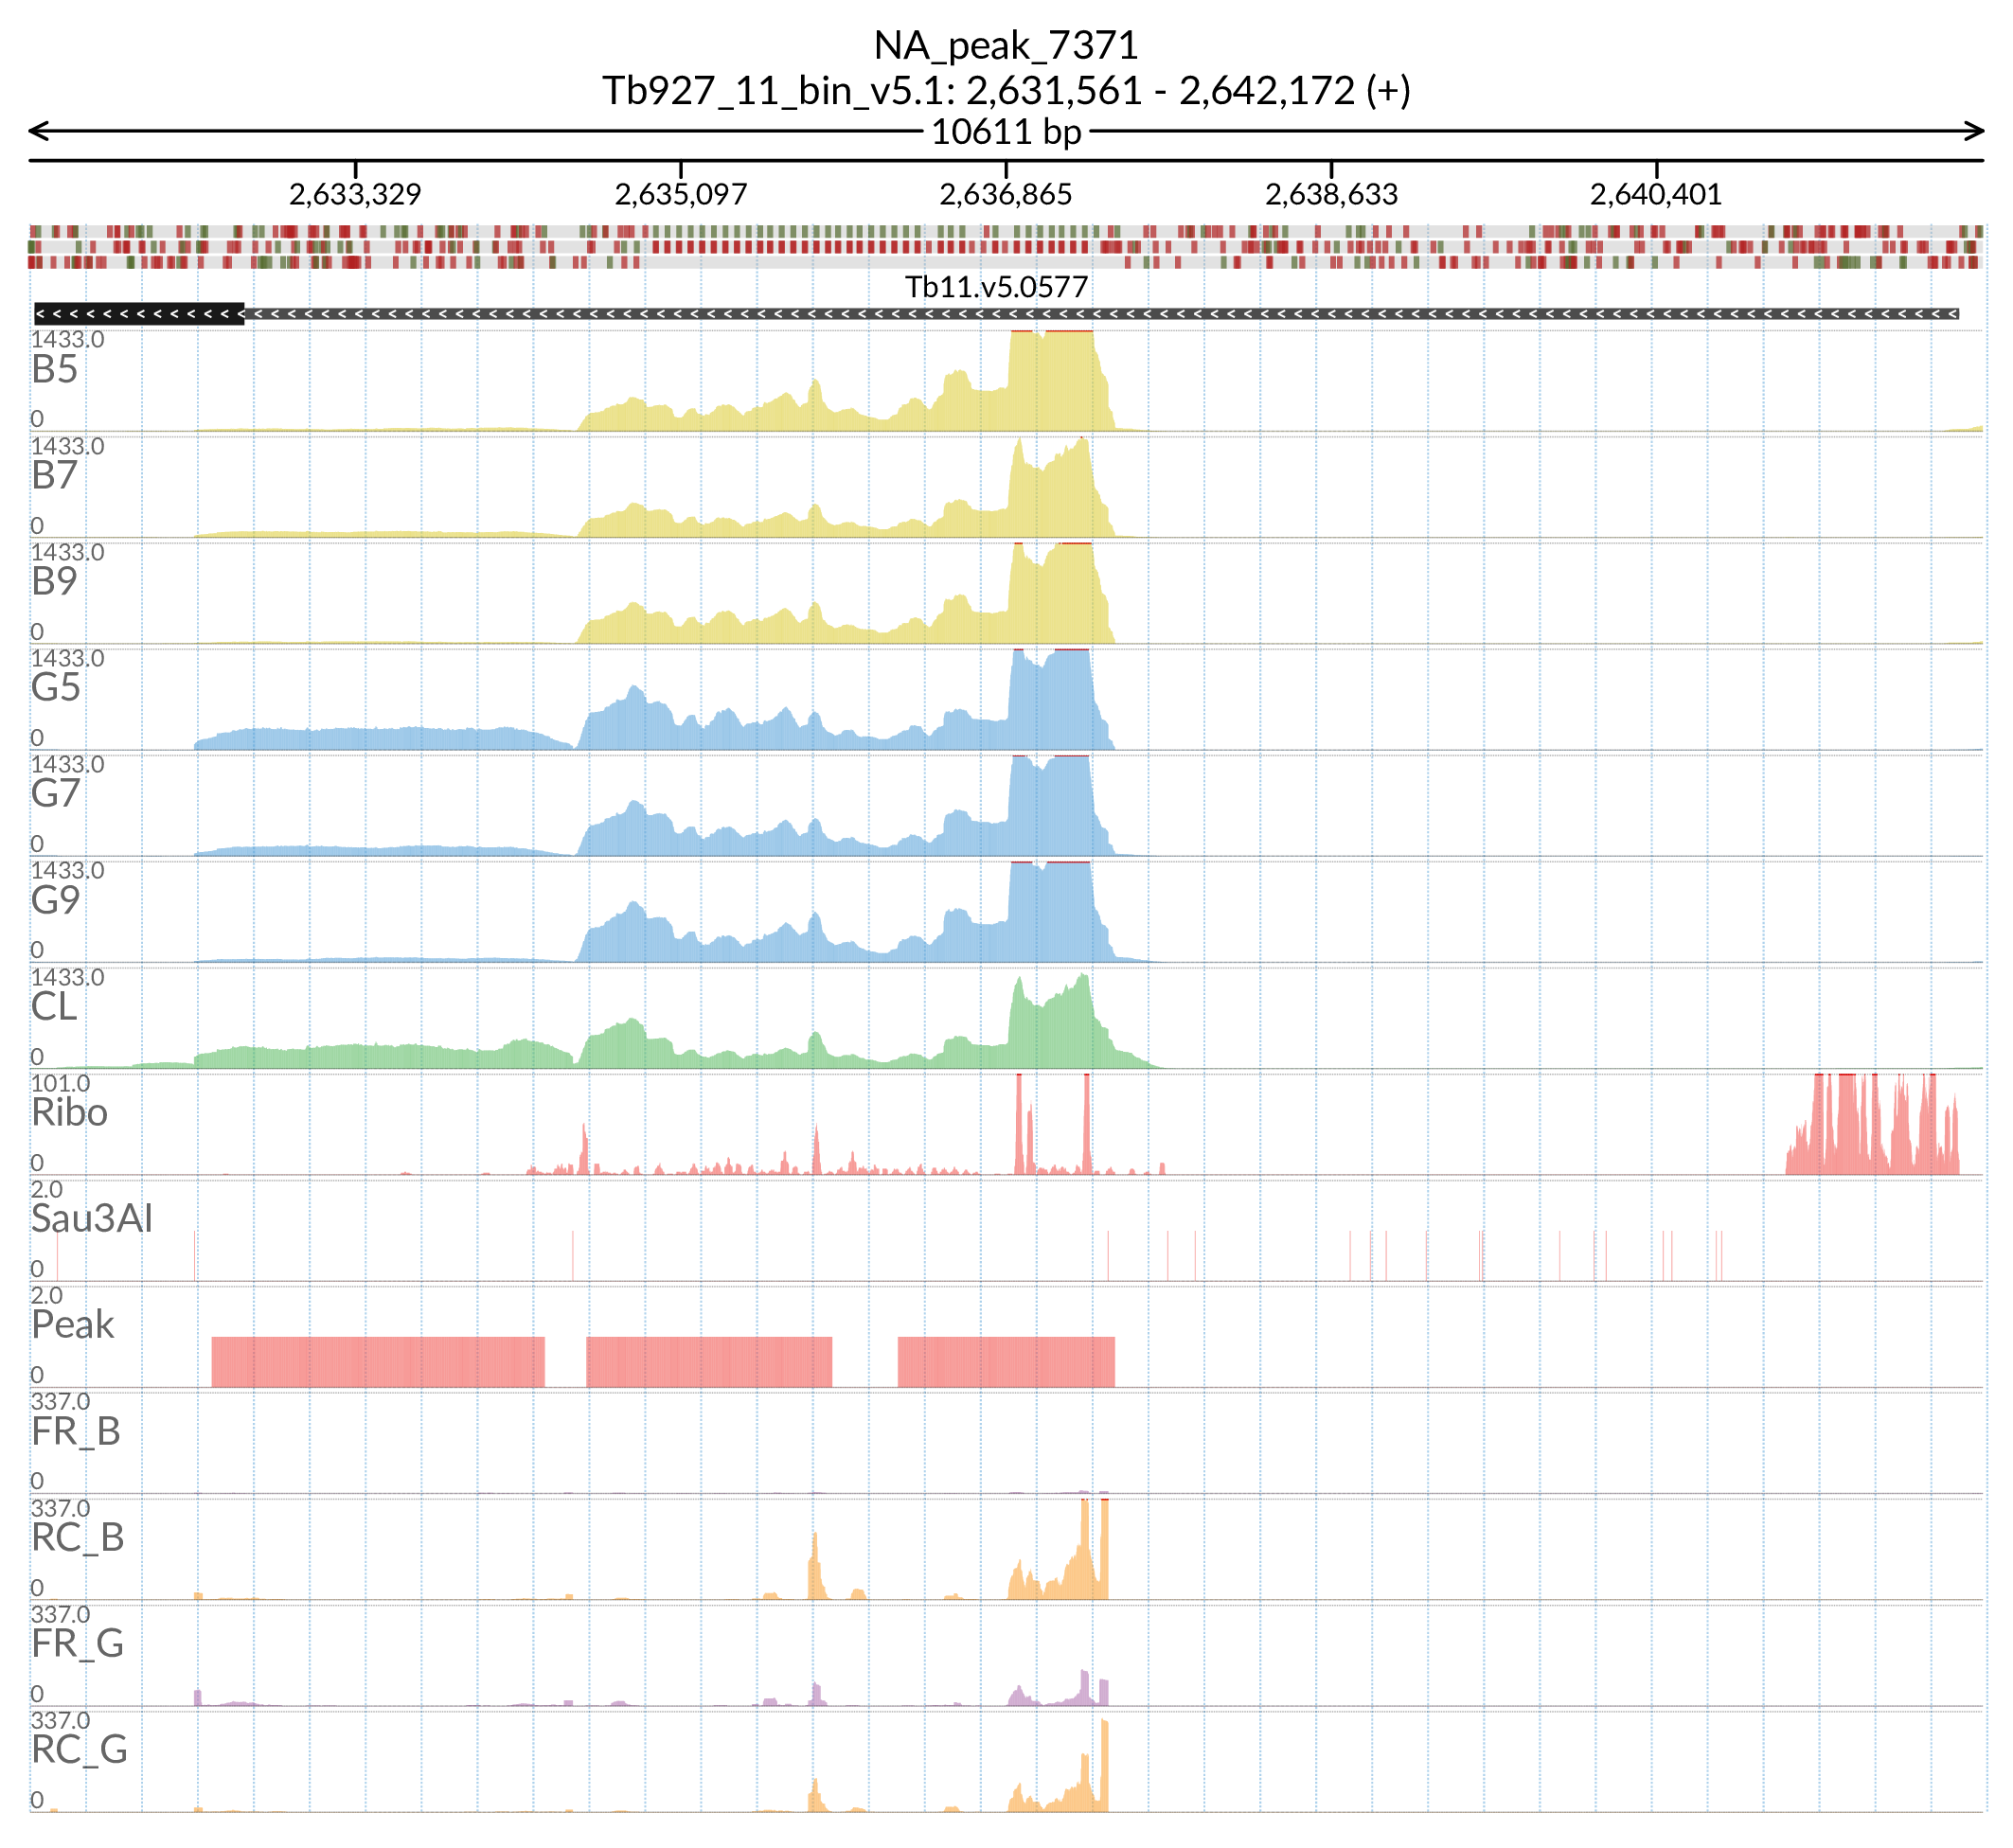 NA_peak_7371
Tb927_11_bin_v5.1: 2,631,561 - 2,642,172 (+)
10611 bp
2,633,329 2,635,097 2,636,865 2,638,633 2,640,401
Tb11.v5.0577
1433.0
B5
0
1433.0
B7
0
1433.0
B9
0
1433.0
G5
0
1433.0
G7
0
1433.0
G9
0
1433.0
CL
0
101.0
Ribo
0
2.0
Sau3AI
0
2.0
Peak
0
337.0
FR_B
0
337.0
RC_B
0
337.0
FR_G
0
337.0
RC_G
0